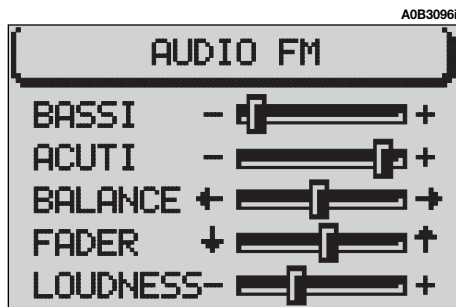 A0B3096i
AUDIO FM
BASSI - +
ACUTI - +
BALANCE ← →
FADER ↓ ↑
LOUDNESS - +